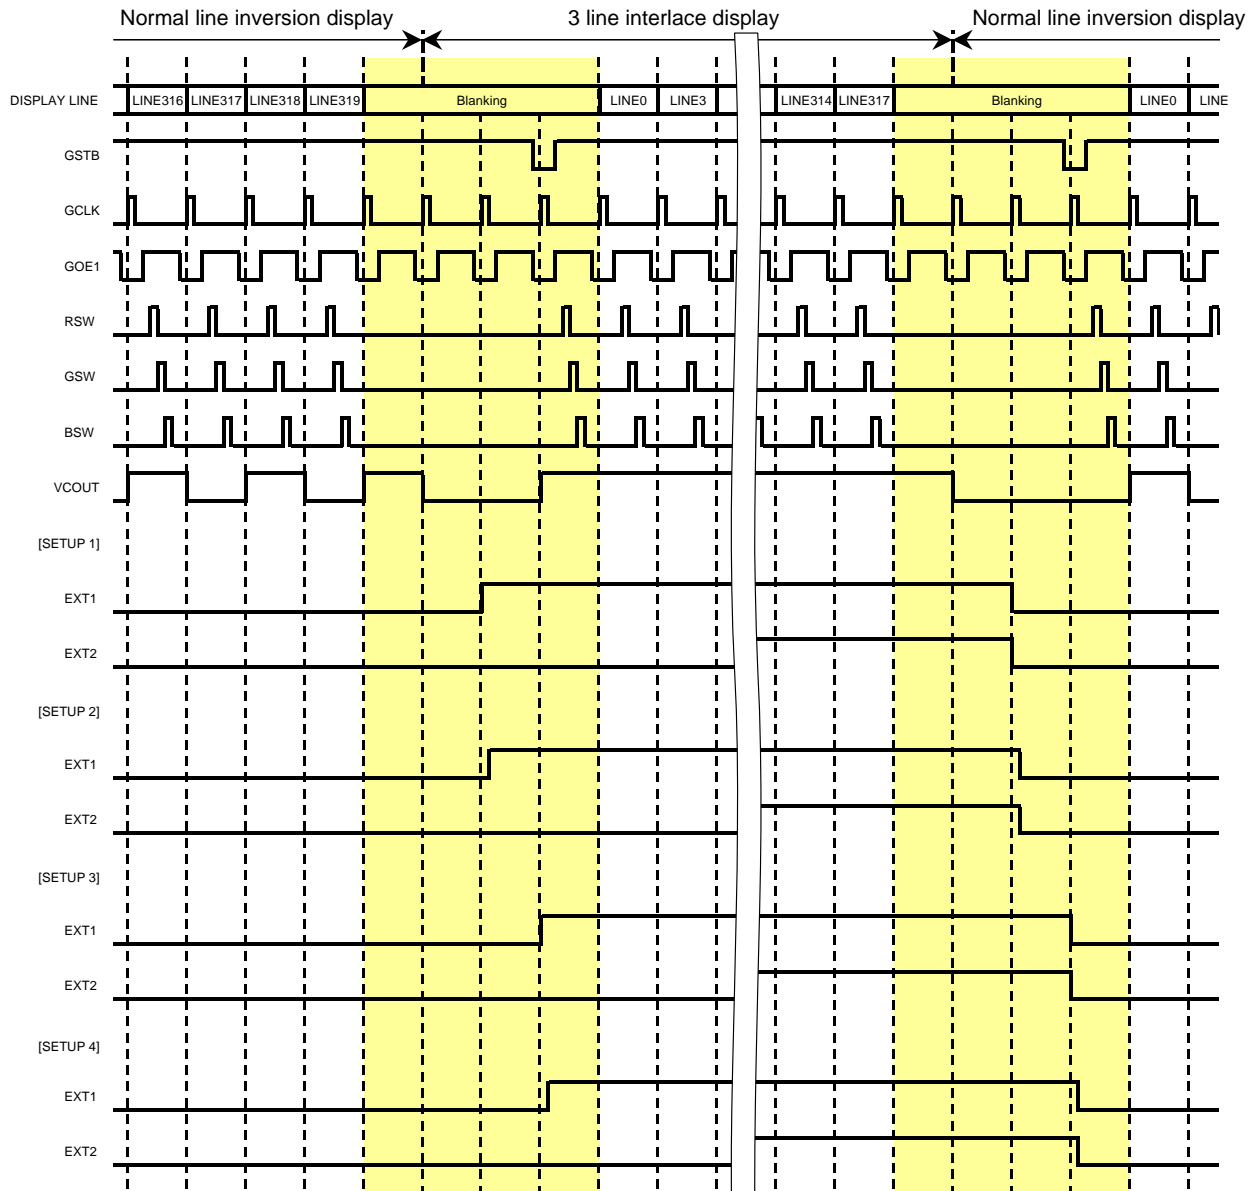 Normal line inversion display 3 line interlace display Normal line inversion display
DISPLAY LINE LINE316 LINE317 LINE318 LINE319 Blanking LINE0 LINE3 LINE314 LINE317 Blanking LINE0 LINE
GSTB
GCLK
GOE1
RSW
GSW
BSW
VCOUT
[SETUP 1]
EXT1
EXT2
[SETUP 2]
EXT1
EXT2
[SETUP 3]
EXT1
EXT2
[SETUP 4]
EXT1
EXT2